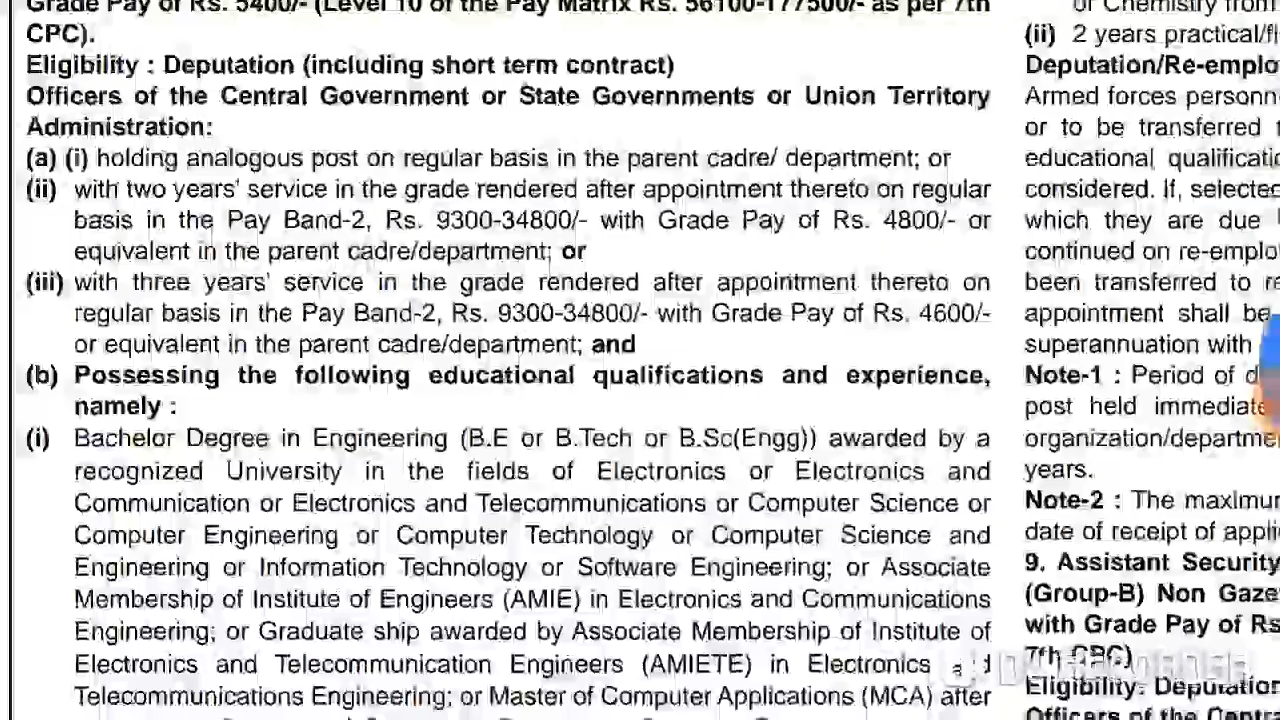 Grade Pay of Rs. 5400/- (Level 10 of the Pay Matrix Rs. 56100-177500/- as per 7th
CPC).
Eligibility : Deputation (including short term contract)
Officers of the Central Government or State Governments or Union Territory
Administration:
(a) (i) holding analogous post on regular basis in the parent cadre/ department; or
(ii) with two years' service in the grade rendered after appointment thereto on regular
basis in the Pay Band-2, Rs. 9300-34800/- with Grade Pay of Rs. 4800/- or
equivalent in the parent cadre/department; or
(iii) with three years' service in the grade rendered after appointment thereto on
regular basis in the Pay Band-2, Rs. 9300-34800/- with Grade Pay of Rs. 4600/-
or equivalent in the parent cadre/department; and
(b) Possessing the following educational qualifications and experience,
namely :
(i) Bachelor Degree in Engineering (B.E or B.Tech or B.Sc(Engg)) awarded by a
recognized University in the fields of Electronics or Electronics and
Communication or Electronics and Telecommunications or Computer Science or
Computer Engineering or Computer Technology or Computer Science and
Engineering or Information Technology or Software Engineering; or Associate
Membership of Institute of Engineers (AMIE) in Electronics and Communications
Engineering; or Graduate ship awarded by Associate Membership of Institute of
Electronics and Telecommunication Engineers (AMIETE) in Electronics and
Telecommunications Engineering; or Master of Computer Applications (MCA) after
or Chemistry from
(ii) 2 years practical/fi
Deputation/Re-emplo
Armed forces personn
or to be transferred
educational qualificatio
considered. If, selected
which they are due
continued on re-emplo
been transferred to re
appointment shall be
superannuation with
Note-1 : Period of d
post held immediate
organization/departme
years.
Note-2 : The maximur
date of receipt of appli
9. Assistant Security
(Group-B) Non Gaze
with Grade Pay of Rs
7th CPC)
Eligibility: Deputation
Officers of the Centra